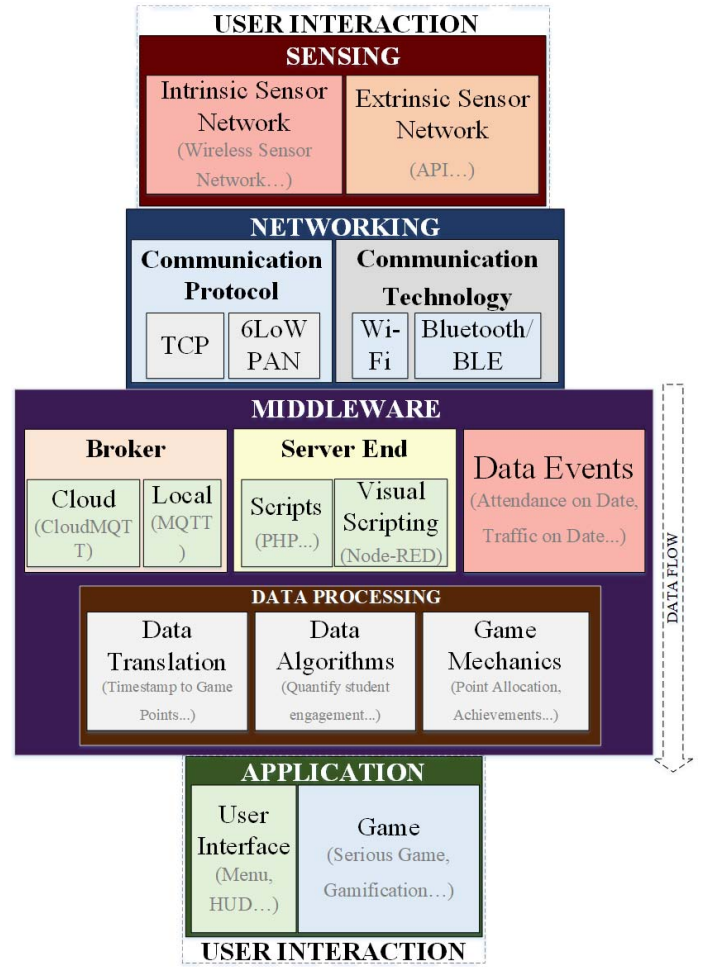 USER INTERACTION
SENSING
Intrinsic Sensor
Network
(Wireless Sensor
Network…)
Extrinsic Sensor
Network
(API…)
NETWORKING
Communication
Protocol
TCP
6LoW
PAN
Communication
Technology
Wi-
Fi
Bluetooth/
BLE
MIDDLEWARE
Broker
Cloud
(CloudMQT
T)
Local
(MQTT
)
Server End
Scripts
(PHP...)
Visual
Scripting
(Node-RED)
Data Events
(Attendance on Date,
Traffic on Date...)
DATA PROCESSING
Data
Translation
(Timestamp to Game
Points...)
Data
Algorithms
(Quantify student
engagement...)
Game
Mechanics
(Point Allocation,
Achievements...)
DATA FLOW
APPLICATION
User
Interface
(Menu,
HUD…)
Game
(Serious Game,
Gamification…)
USER INTERACTION